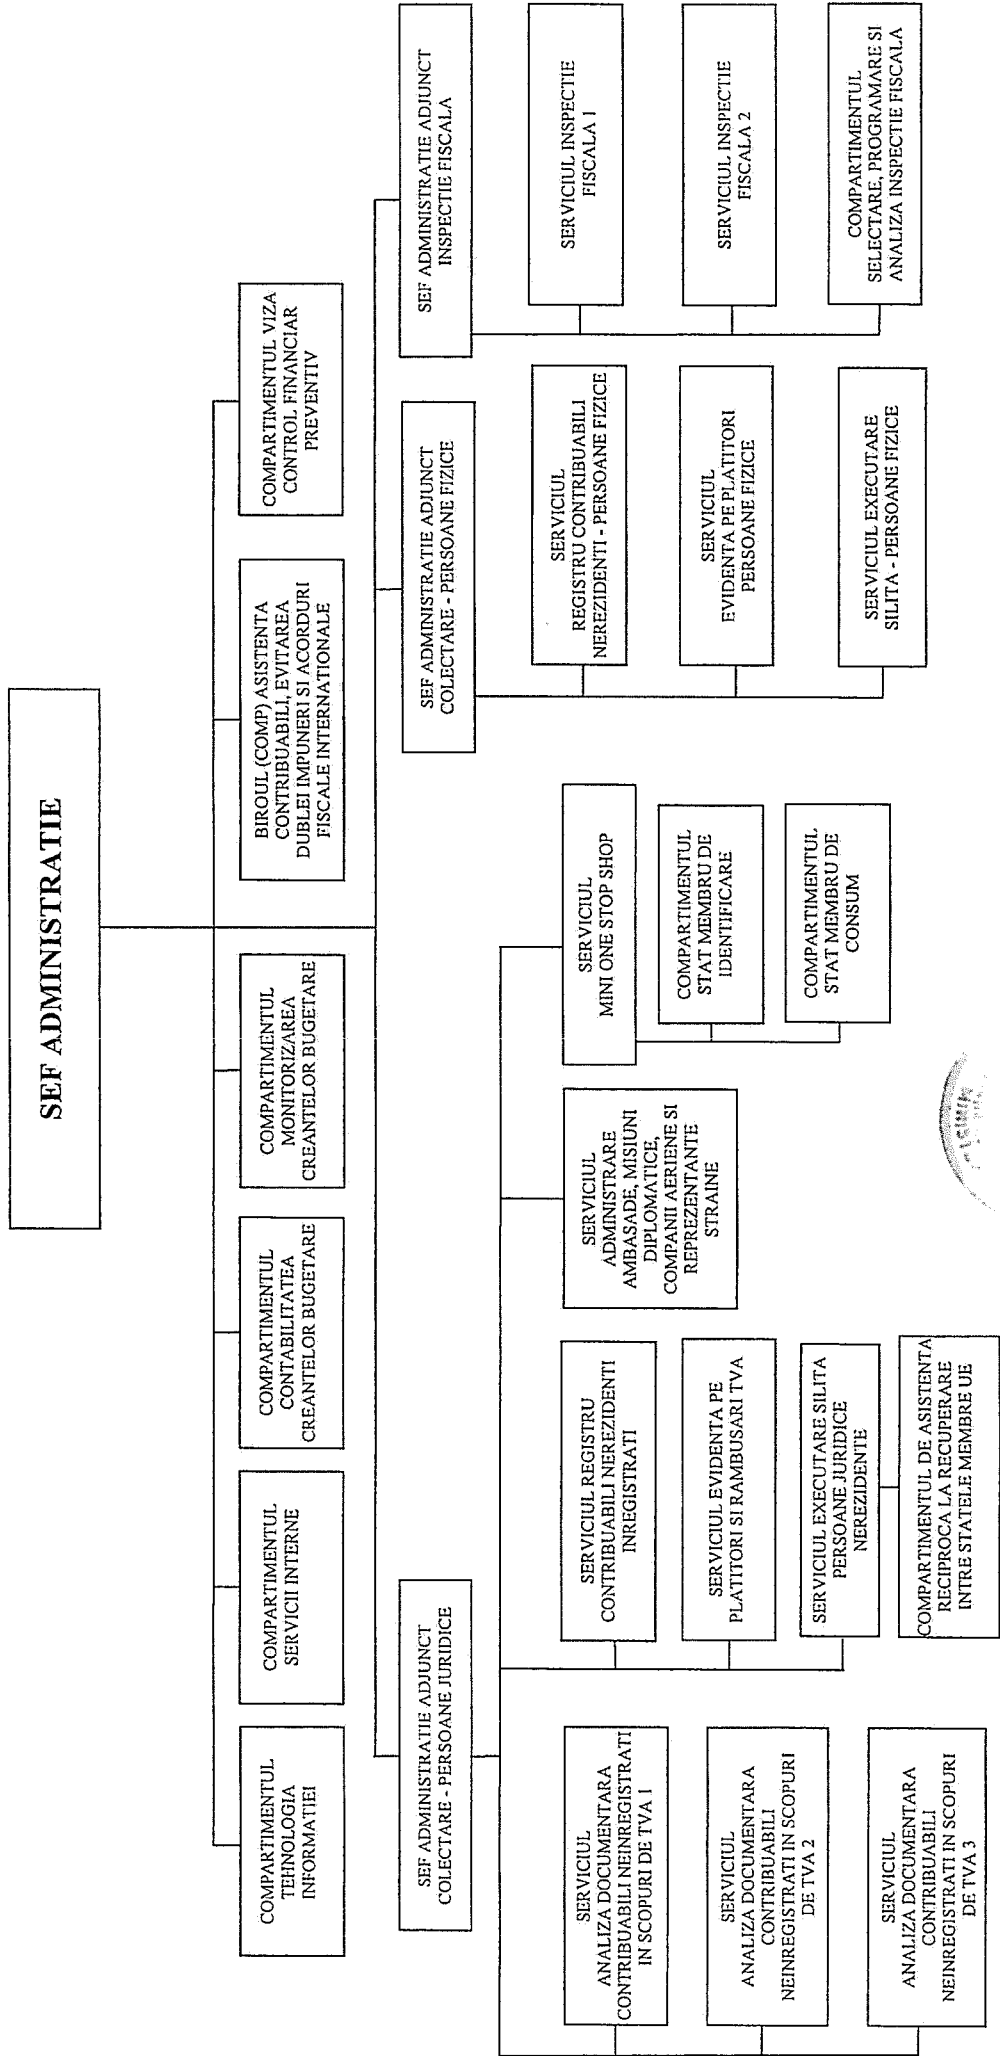 SEF ADMINISTRATIE
COMPARTIMENTUL
TEHNOLOGIA
INFORMATIEI
COMPARTIMENTUL
SERVICII INTERNE
COMPARTIMENTUL
CONTABILITATEA
CREANTELOR BUGETARE
COMPARTIMENTUL
MONITORIZAREA
CREANTELOR BUGETARE
BIROUL (COMP) ASISTENTA
CONTRIBUABILI, EVITAREA
DUBLEI IMPUNERI SI ACORDURI
FISCALE INTERNATIONALE
COMPARTIMENTUL VIZA
CONTROL FINANCIAR
PREVENTIV
SEF ADMINISTRATIE ADJUNCT
COLECTARE - PERSOANE JURIDICE
SEF ADMINISTRATIE ADJUNCT
COLECTARE - PERSOANE FIZICE
SEF ADMINISTRATIE ADJUNCT
INSPECTIE FISCALA
SERVICIUL
ANALIZA DOCUMENTARA
CONTRIBUABILI NEINREGISTRATI
IN SCOPURI DE TVA 1
SERVICIUL
ANALIZA DOCUMENTARA
CONTRIBUABILI
NEINREGISTRATI IN SCOPURI
DE TVA 2
SERVICIUL
ANALIZA DOCUMENTARA
CONTRIBUABILI
NEINREGISTRATI IN SCOPURI
DE TVA 3
SERVICIUL REGISTRU
CONTRIBUABILI NEREZIDENTI
INREGISTRATI
SERVICIUL EVIDENTA PE
PLATITORI SI RAMBUSARI TVA
SERVICIUL EXECUTARE SILITA
PERSOANE JURIDICE
NEREZIDENTE
COMPARTIMENTUL DE ASISTENTA
RECIPROCA LA RECUPERARE
INTRE STATELE MEMBRE UE
SERVICIUL
ADMINISTRARE
AMBASADE, MISIUNI
DIPLOMATICE,
COMPANII AERIENE SI
REPREZENTANTE
STRAINE
SERVICIUL
MINI ONE STOP SHOP
COMPARTIMENTUL
STAT MEMBRU DE
IDENTIFICARE
COMPARTIMENTUL
STAT MEMBRU DE
CONSUM
SERVICIUL
REGISTRU CONTRIBUABILI
NEREZIDENTI - PERSOANE FIZICE
SERVICIUL
EVIDENTA PE PLATITORI
PERSOANE FIZICE
SERVICIUL EXECUTARE
SILITA - PERSOANE FIZICE
SERVICIUL INSPECTIE
FISCALA 1
SERVICIUL INSPECTIE
FISCALA 2
COMPARTIMENTUL
SELECTARE, PROGRAMARE SI
ANALIZA INSPECTIE FISCALA